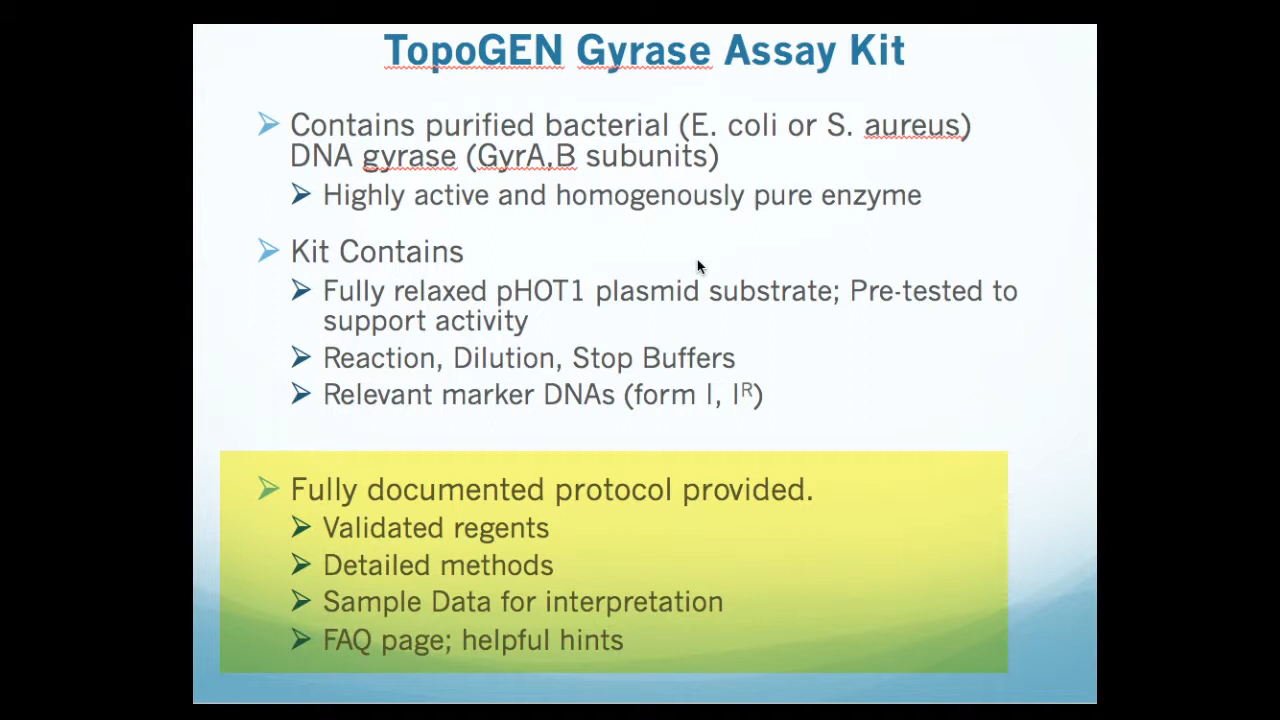 TopoGEN Gyrase Assay Kit
Contains purified bacterial (E. coli or S. aureus)
DNA gyrase (GyrA,B subunits)
Highly active and homogenously pure enzyme
Kit Contains
Fully relaxed pHOT1 plasmid substrate; Pre-tested to
support activity
Reaction, Dilution, Stop Buffers
Relevant marker DNAs (form I, Iᴿ)
Fully documented protocol provided.
Validated regents
Detailed methods
Sample Data for interpretation
FAQ page; helpful hints